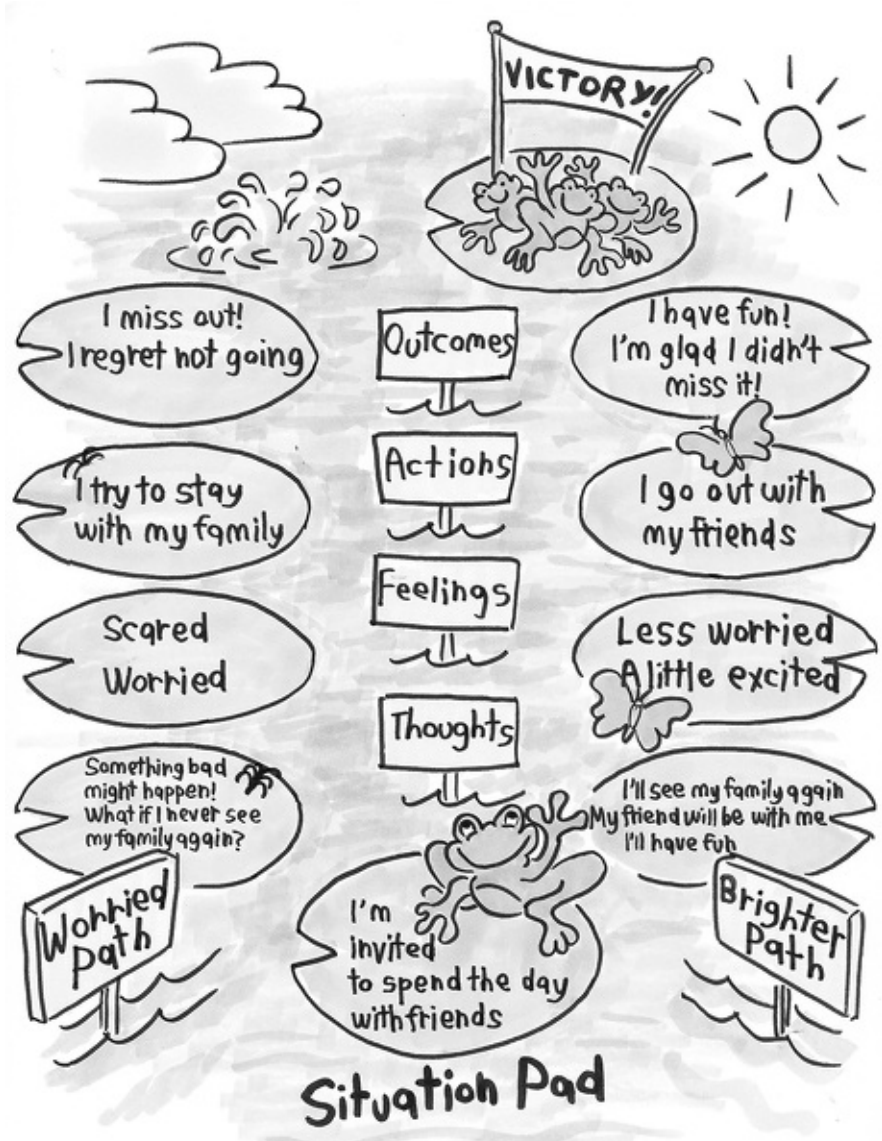 VICTORY!
I miss out!
I regret not going
Outcomes
I have fun!
I'm glad I didn't
miss it!
I try to stay
with my family
Actions
I go out with
my friends
Scared
Worried
Feelings
Less worried
A little excited
Something bad
might happen!
What if I never see
my family again?
Thoughts
I'll see my family again
My friend will be with me
I'll have fun
Worried
Path
I'm
invited
to spend the day
with friends
Brighter
Path
Situation Pad